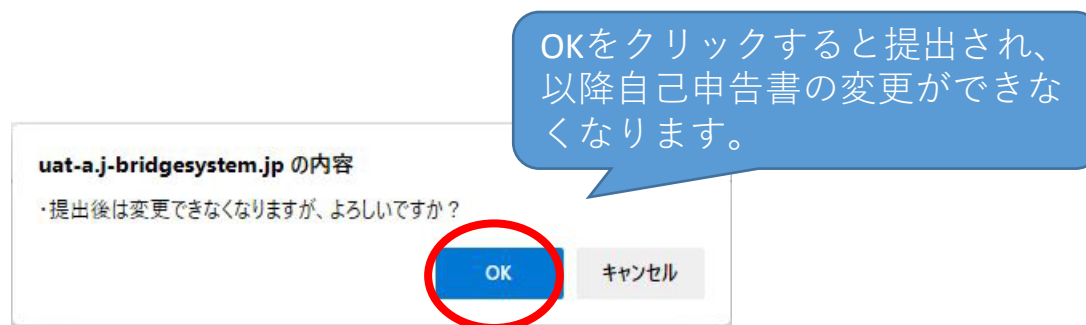 OKをクリックすると提出され、
以降自己申告書の変更ができな
くなります。
uat-a.j-bridgesystem.jp の内容
・提出後は変更できなくなりますが、よろしいですか？
OK
キャンセル